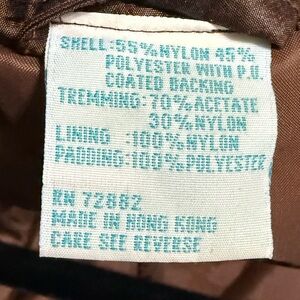 SHELL:55%NYLON 45%
POLYESTER WITH P.U.
COATED BACKING
TREMMING:70%ACETATE
30%NYLON
LINING :100%NYLON
PADDING:100%POLYESTER
RN 72882
MADE IN HONG KONG
CARE SEE REVERSE